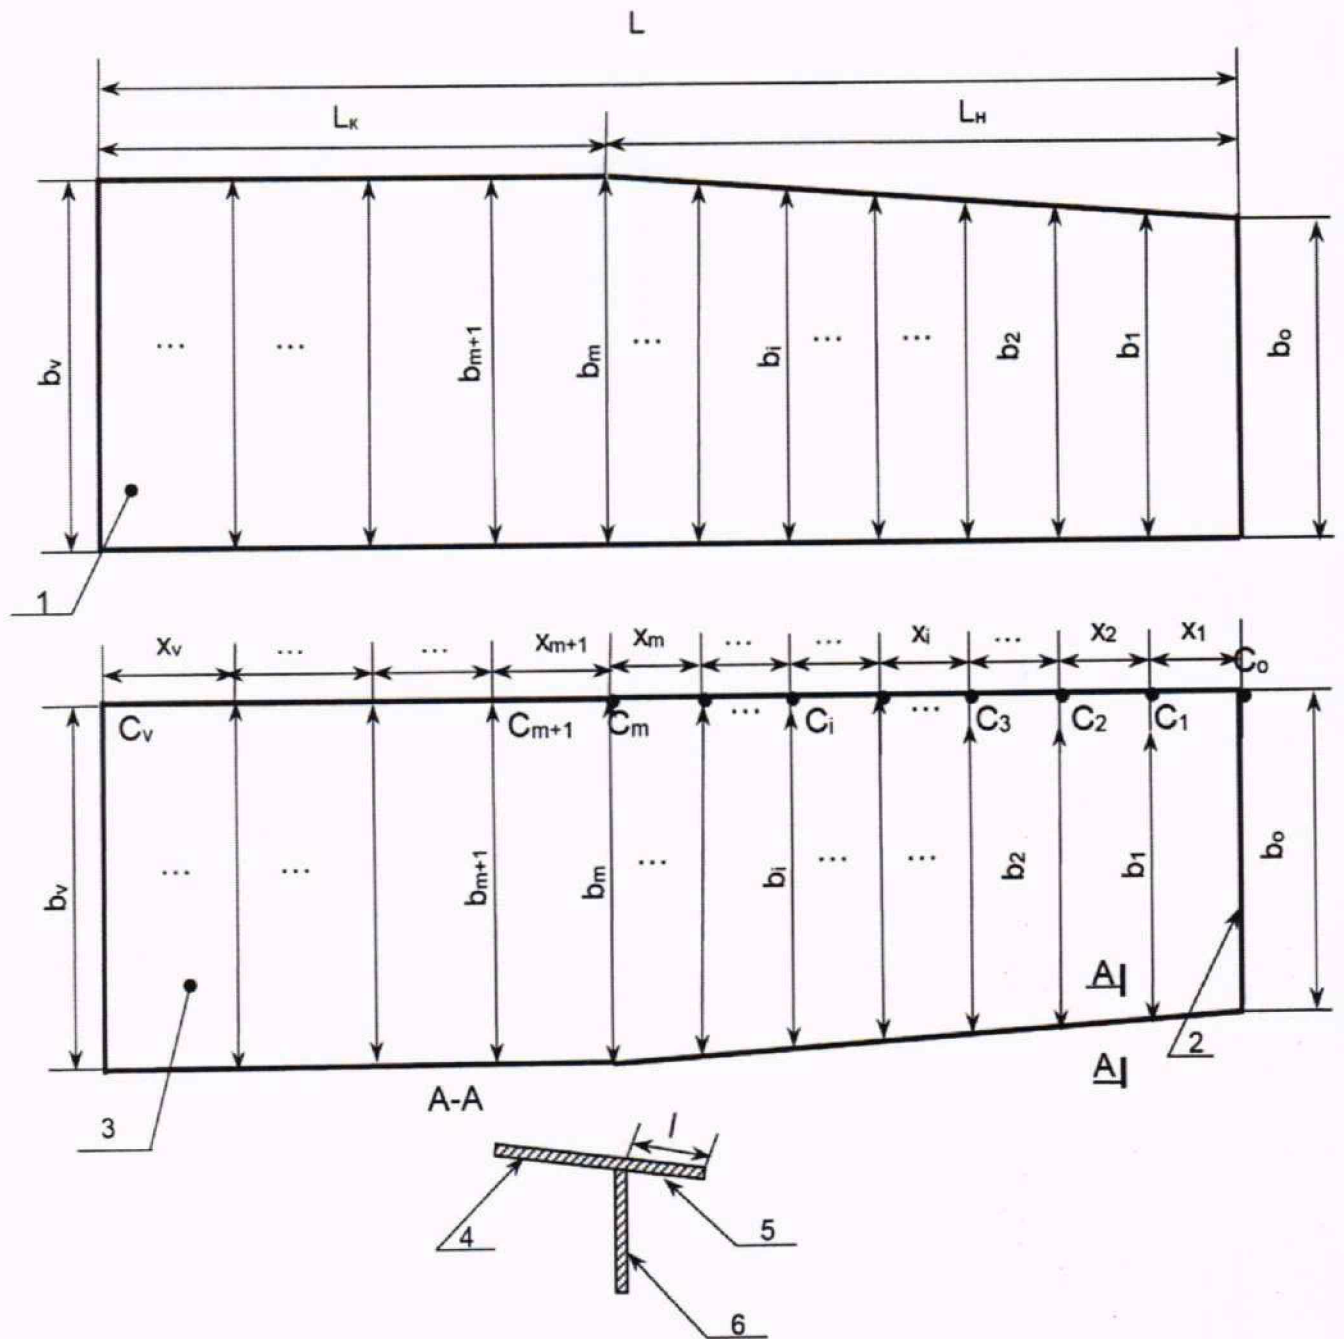 L
Lк Lн
bv ... ... bm+1 bm ... bi ... ... b2 b1 bo
1
xv ... ... xm+1 xm ... ... xi ... x2 x1
Co
Cv Cm+1 Cm ... Ci ... C3 C2 C1
bv ... ... bm+1 bm ... bi ... ... b2 b1 bo
A
2
A
A-A
3
l
4 5
6